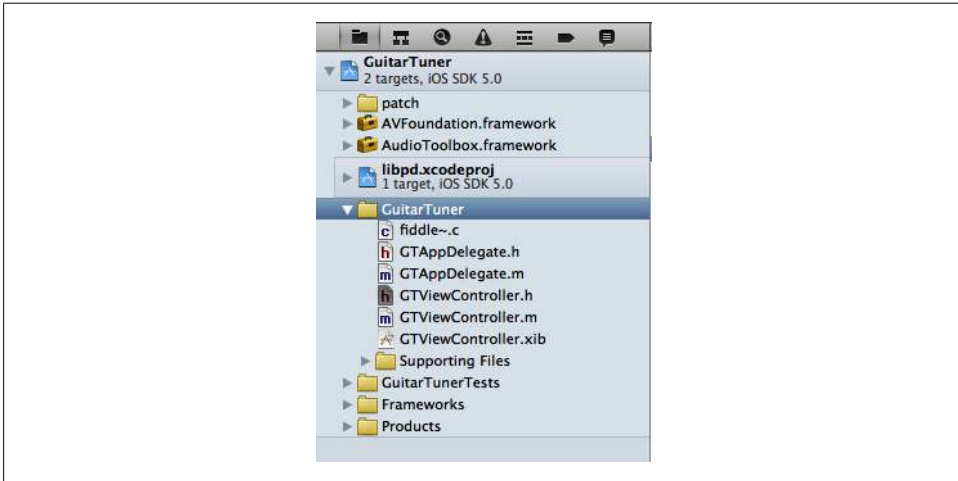 GuitarTuner
2 targets, iOS SDK 5.0
patch
AVFoundation.framework
AudioToolbox.framework
libpd.xcodeproj
1 target, iOS SDK 5.0
GuitarTuner
c fiddle~.c
h GTAppDelegate.h
m GTAppDelegate.m
h GTViewController.h
m GTViewController.m
GTViewController.xib
Supporting Files
GuitarTunerTests
Frameworks
Products